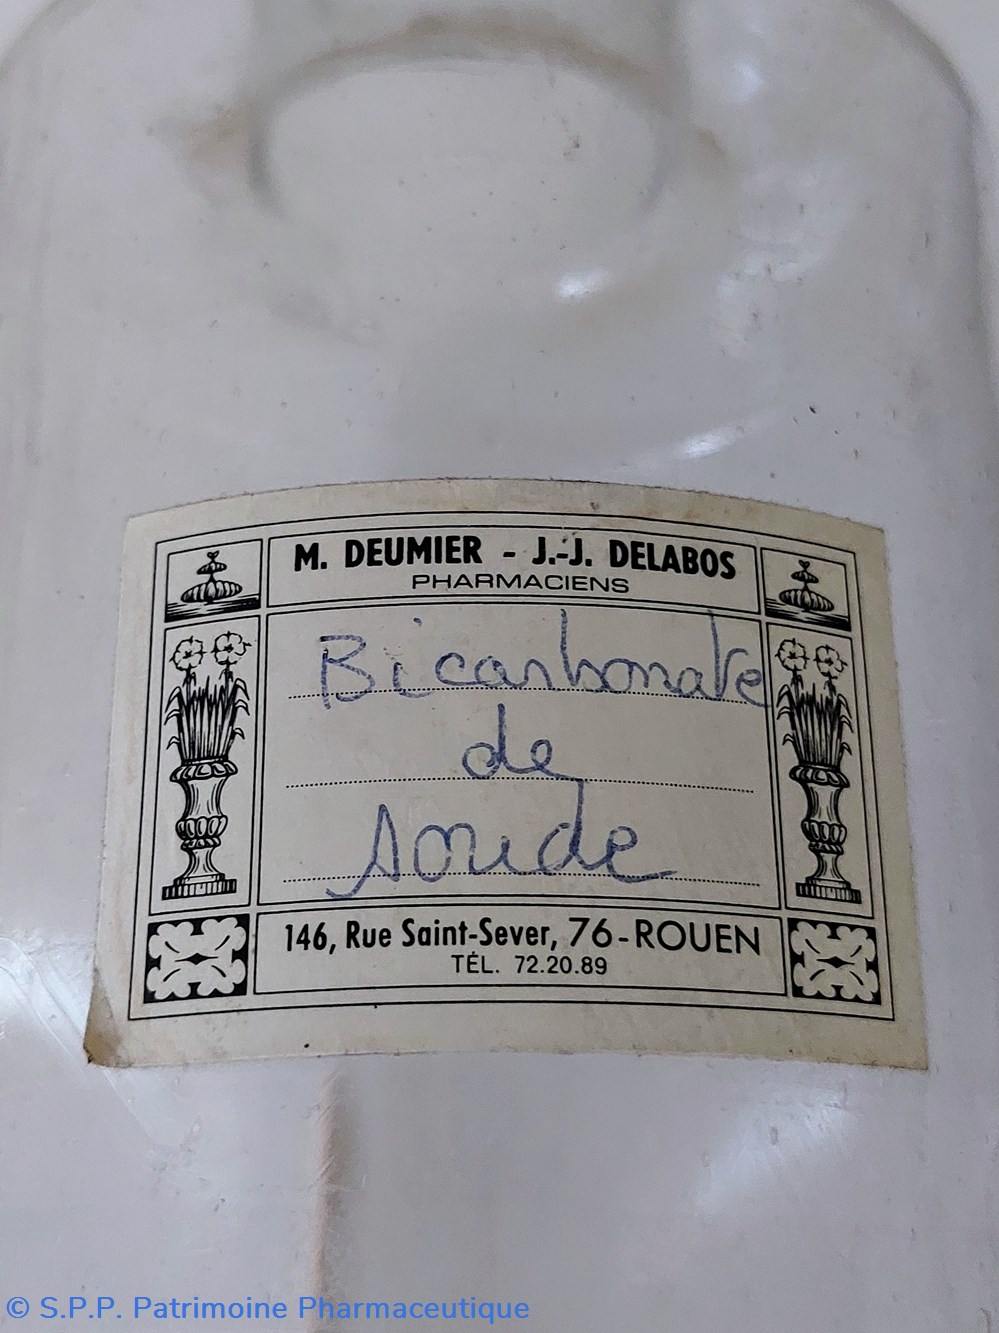 M. DEUMIER - J.-J. DELABOS
PHARMACIENS
Bicarbonate
de
soude
146, Rue Saint-Sever, 76-ROUEN
TÉL. 72.20.89
© S.P.P. Patrimoine Pharmaceutique